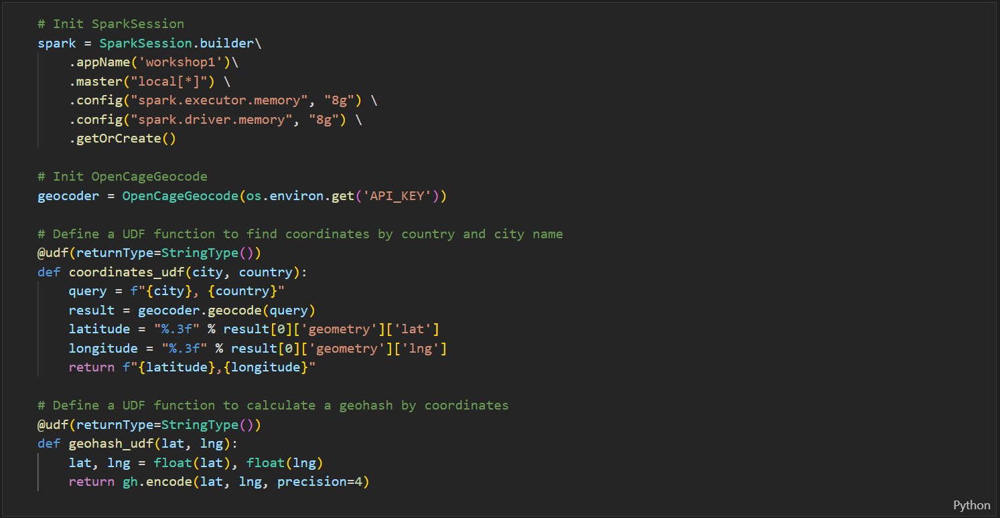 # Init SparkSession
spark = SparkSession.builder\
    .appName('workshop1')\
    .master("local[*]") \
    .config("spark.executor.memory", "8g") \
    .config("spark.driver.memory", "8g") \
    .getOrCreate()

# Init OpenCageGeocode
geocoder = OpenCageGeocode(os.environ.get('API_KEY'))

# Define a UDF function to find coordinates by country and city name
@udf(returnType=StringType())
def coordinates_udf(city, country):
    query = f"{city}, {country}"
    result = geocoder.geocode(query)
    latitude = "%.3f" % result[0]['geometry']['lat']
    longitude = "%.3f" % result[0]['geometry']['lng']
    return f"{latitude},{longitude}"

# Define a UDF function to calculate a geohash by coordinates
@udf(returnType=StringType())
def geohash_udf(lat, lng):
    lat, lng = float(lat), float(lng)
    return gh.encode(lat, lng, precision=4)
Python